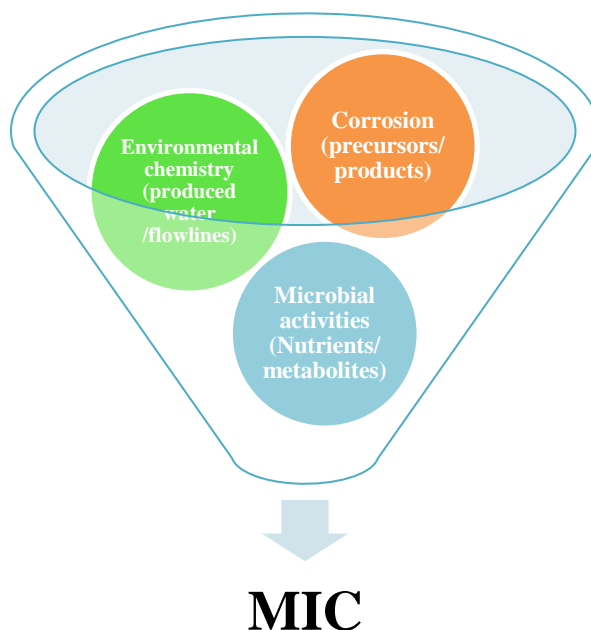 Environmental
chemistry
(produced
water
/flowlines)
Corrosion
(precursors/
products)
Microbial
activities
(Nutrients/
metabolites)
MIC